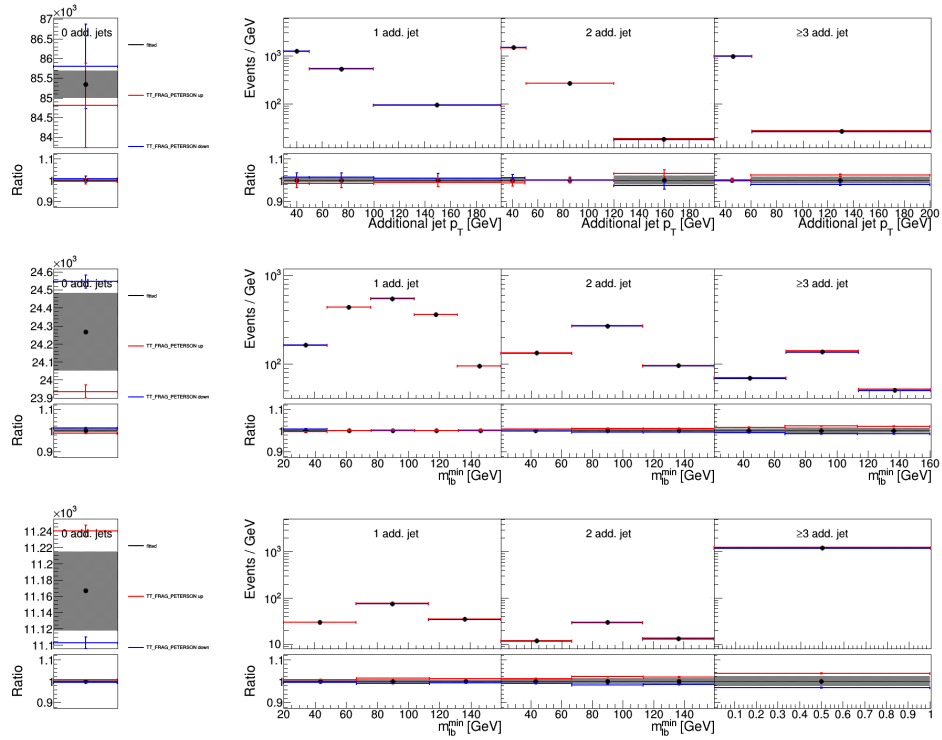 ×10³
87
86.5
86
85.5
85
84.5
84
0 add. jets
fitted
TT_FRAG_PETERSON up
TT_FRAG_PETERSON down
Ratio
1.1
1
0.9
Events / GeV
10³
10²
1 add. jet
2 add. jet
≥3 add. jet
Ratio
1.1
1
0.9
40 60 80 100 120 140 160 180
40 60 80 100 120 140 160 180
40 60 80 100 120 140 160 180 200
Additional jet p_T [GeV]
Additional jet p_T [GeV]
Additional jet p_T [GeV]
×10³
24.6
24.5
24.4
24.3
24.2
24.1
24
23.9
0 add. jets
fitted
TT_FRAG_PETERSON up
TT_FRAG_PETERSON down
Ratio
1.1
1
0.9
Events / GeV
10³
10²
1 add. jet
2 add. jet
≥3 add. jet
Ratio
1.1
1
0.9
20 40 60 80 100 120 140
40 60 80 100 120 140
40 60 80 100 120 140 160
m_lb^min [GeV]
m_lb^min [GeV]
m_lb^min [GeV]
×10³
11.24
11.22
11.2
11.18
11.16
11.14
11.12
11.1
0 add. jets
fitted
TT_FRAG_PETERSON up
TT_FRAG_PETERSON down
Ratio
1.1
1
0.9
Events / GeV
10³
10²
10
1 add. jet
2 add. jet
≥3 add. jet
Ratio
1.1
1
0.9
20 40 60 80 100 120 140
40 60 80 100 120 140
0.1 0.2 0.3 0.4 0.5 0.6 0.7 0.8 0.9 1
m_lb^min [GeV]
m_lb^min [GeV]